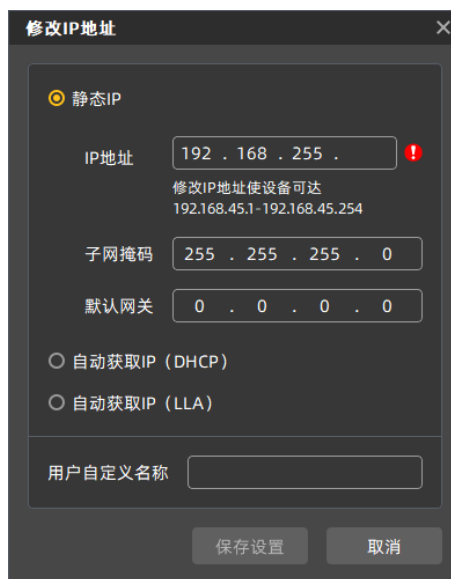 修改IP地址
静态IP
IP地址 192 . 168 . 255 .
修改IP地址使设备可达
192.168.45.1-192.168.45.254
子网掩码 255 . 255 . 255 . 0
默认网关 0 . 0 . 0 . 0
自动获取IP（DHCP）
自动获取IP（LLA）
用户自定义名称
保存设置 取消